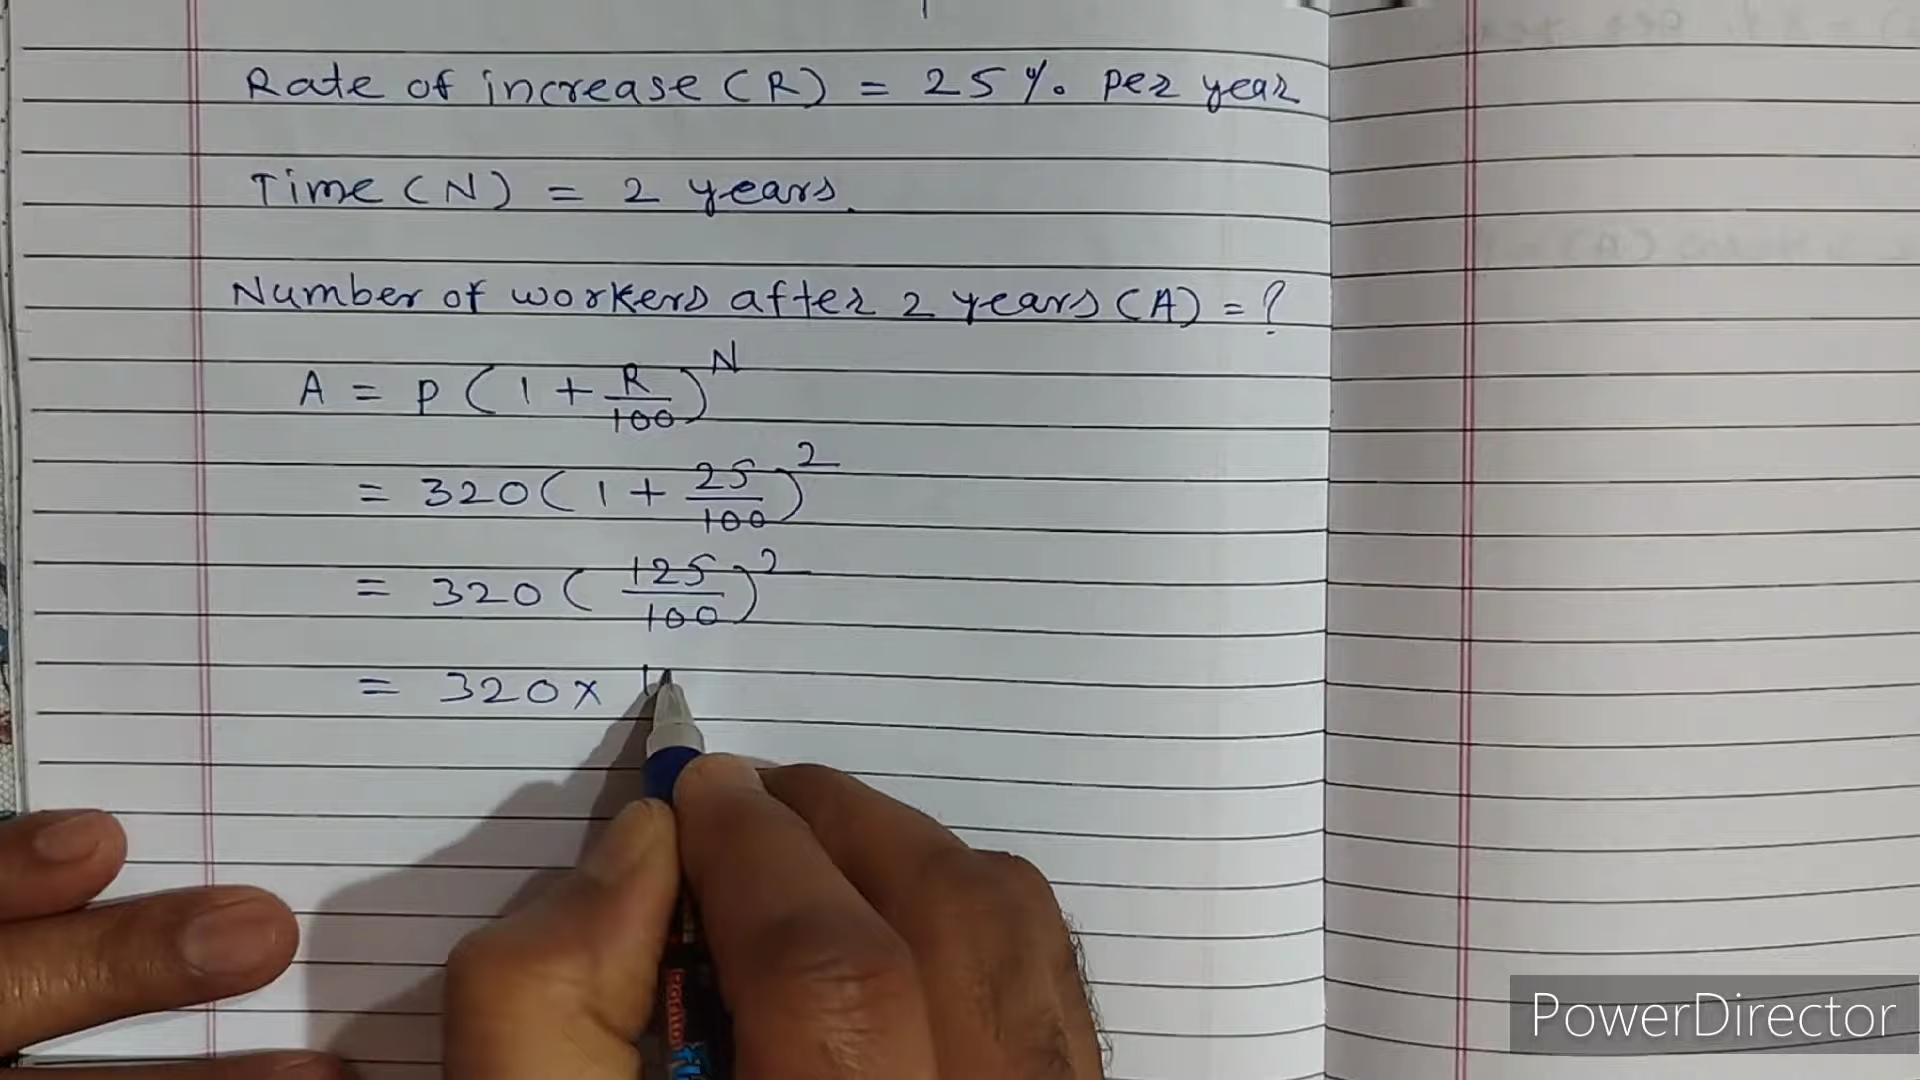 Rate of increase (R) = 25% per year
Time (N) = 2 years.
Number of workers after 2 years (A) = ?
A = P (1 + R/100)^N
= 320 (1 + 25/100)^2
= 320 (125/100)^2
= 320 × 1
PowerDirector